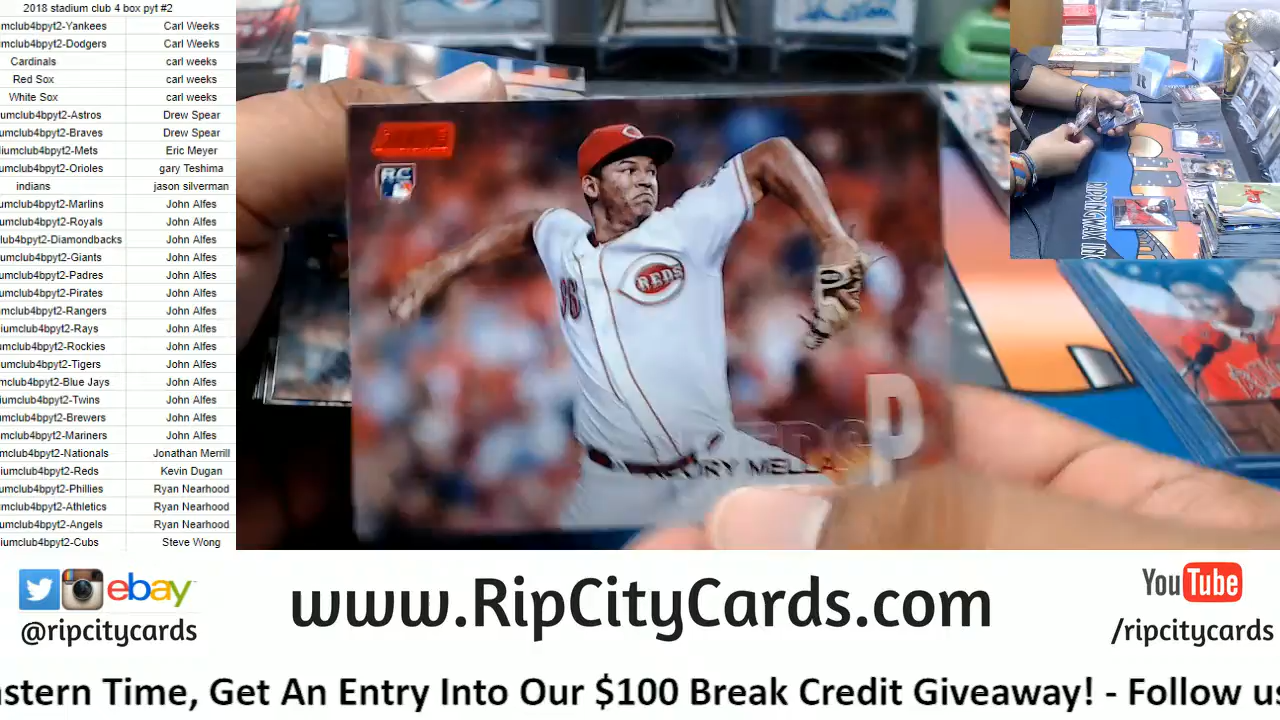 2018 stadium club 4 box pyt #2
mclub4bpyt2-Yankees Carl Weeks
umclub4bpyt2-Dodgers Carl Weeks
Cardinals carl weeks
Red Sox carl weeks
White Sox carl weeks
umclub4bpyt2-Astros Drew Spear
umclub4bpyt2-Braves Drew Spear
iumclub4bpyt2-Mets Eric Meyer
umclub4bpyt2-Orioles gary Teshima
indians jason silverman
umclub4bpyt2-Marlins John Alfes
umclub4bpyt2-Royals John Alfes
lub4bpyt2-Diamondbacks John Alfes
umclub4bpyt2-Giants John Alfes
umclub4bpyt2-Padres John Alfes
umclub4bpyt2-Pirates John Alfes
mclub4bpyt2-Rangers John Alfes
iumclub4bpyt2-Rays John Alfes
mclub4bpyt2-Rockies John Alfes
umclub4bpyt2-Tigers John Alfes
mclub4bpyt2-Blue Jays John Alfes
umclub4bpyt2-Twins John Alfes
mclub4bpyt2-Brewers John Alfes
mclub4bpyt2-Mariners John Alfes
mclub4bpyt2-Nationals Jonathan Merrill
iumclub4bpyt2-Reds Kevin Dugan
umclub4bpyt2-Phillies Ryan Nearhood
umclub4bpyt2-Athletics Ryan Nearhood
umclub4bpyt2-Angels Ryan Nearhood
iumclub4bpyt2-Cubs Steve Wong
RC
REDS
36
P
MELLA
R
T
ebay
@ripcitycards
www.RipCityCards.com
YouTube
/ripcitycards
astern Time, Get An Entry Into Our $100 Break Credit Giveaway! - Follow us